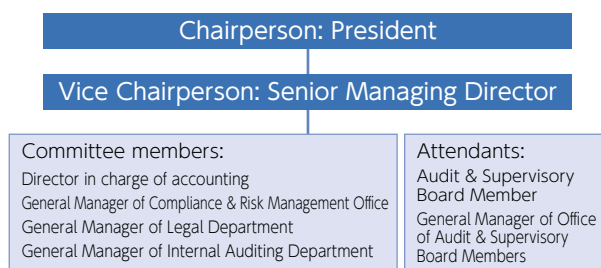 Chairperson: President
Vice Chairperson: Senior Managing Director
Committee members:
Director in charge of accounting
General Manager of Compliance & Risk Management Office
General Manager of Legal Department
General Manager of Internal Auditing Department
Attendants:
Audit & Supervisory
Board Member
General Manager of Office
of Audit & Supervisory
Board Members